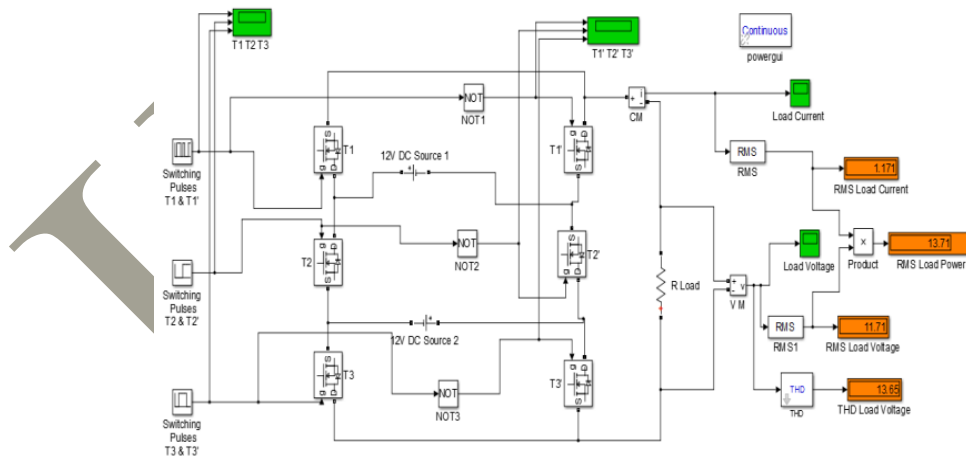 T1 T2 T3
T1' T2' T3'
Continuous
powergui
NOT
NOT1
i
+
-
CM
Load Current
S
g D
T1
S
g D
T1'
12V DC Source 1
+
RMS
RMS
1.171
RMS Load Current
Switching
Pulses
T1 & T1'
S
g D
T2
NOT
NOT2
S
g D
T2'
R Load
+
-
v
V M
Load Voltage
×
Product
13.71
RMS Load Power
Switching
Pulses
T2 & T2'
12V DC Source 2
+
RMS
RMS1
11.71
RMS Load Voltage
S
g D
T3
NOT
NOT3
S
g D
T3'
THD
THD
13.65
THD Load Voltage
Switching
Pulses
T3 & T3'